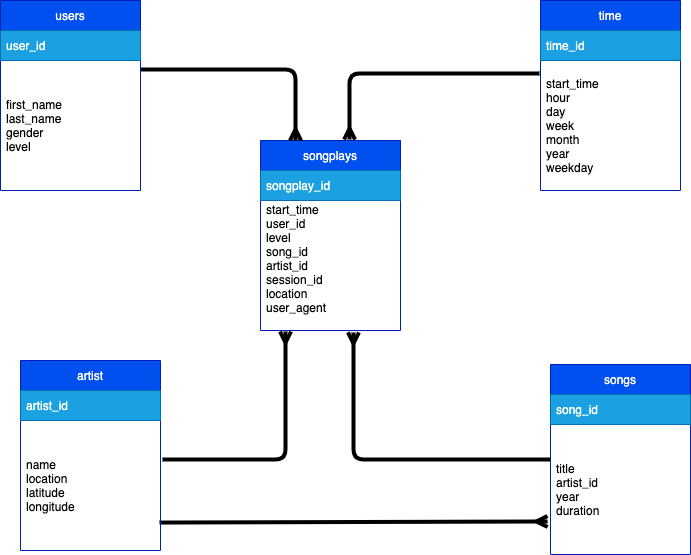 users
user_id
first_name
last_name
gender
level
time
time_id
start_time
hour
day
week
month
year
weekday
songplays
songplay_id
start_time
user_id
level
song_id
artist_id
session_id
location
user_agent
artist
artist_id
name
location
latitude
longitude
songs
song_id
title
artist_id
year
duration